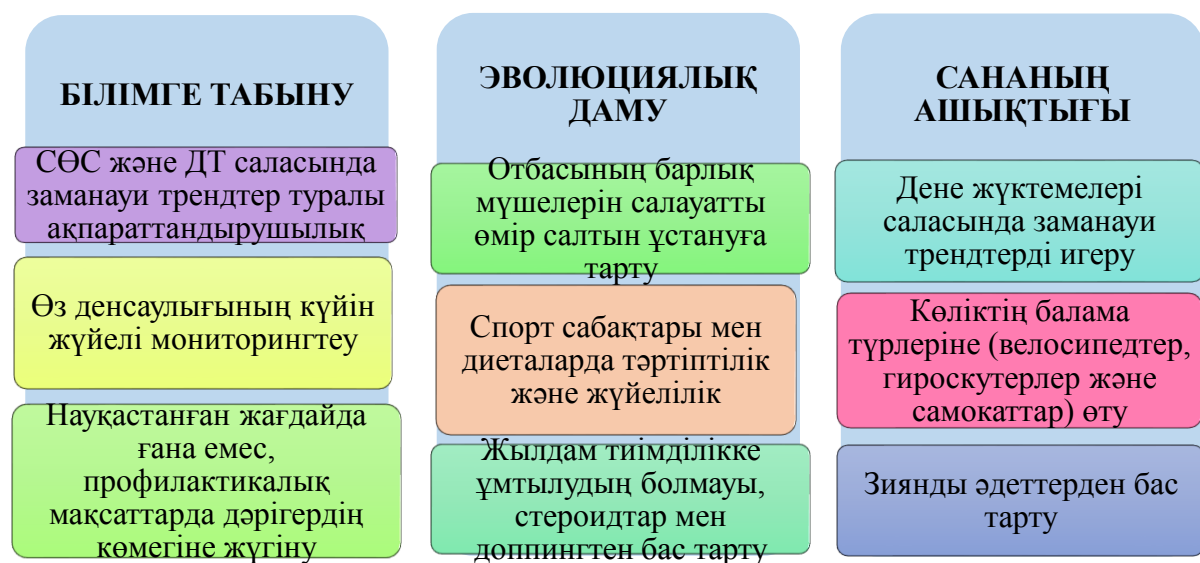 БІЛІМГЕ ТАБЫНУ
СӨС және ДТ саласында
заманауи трендтер туралы
ақпараттандырушылық
Өз денсаулығының күйін
жүйелі мониторингтеу
Науқастанған жағдайда
ғана емес,
профилактикалық
мақсаттарда дәрігердің
көмегіне жүгіну
ЭВОЛЮЦИЯЛЫҚ
ДАМУ
Отбасының барлық
мүшелерін салауатты
өмір салтын ұстануға
тарту
Спорт сабақтары мен
диеталарда тәртіптілік
және жүйелілік
Жылдам тиімділікке
ұмтылудың болмауы,
стероидтар мен
доппингтен бас тарту
САНАНЫҢ
АШЫҚТЫҒЫ
Дене жүктемелері
саласында заманауи
трендтерді игеру
Көліктің балама
түрлеріне (велосипедтер,
гироскутерлер және
самокаттар) өту
Зиянды әдеттерден бас
тарту